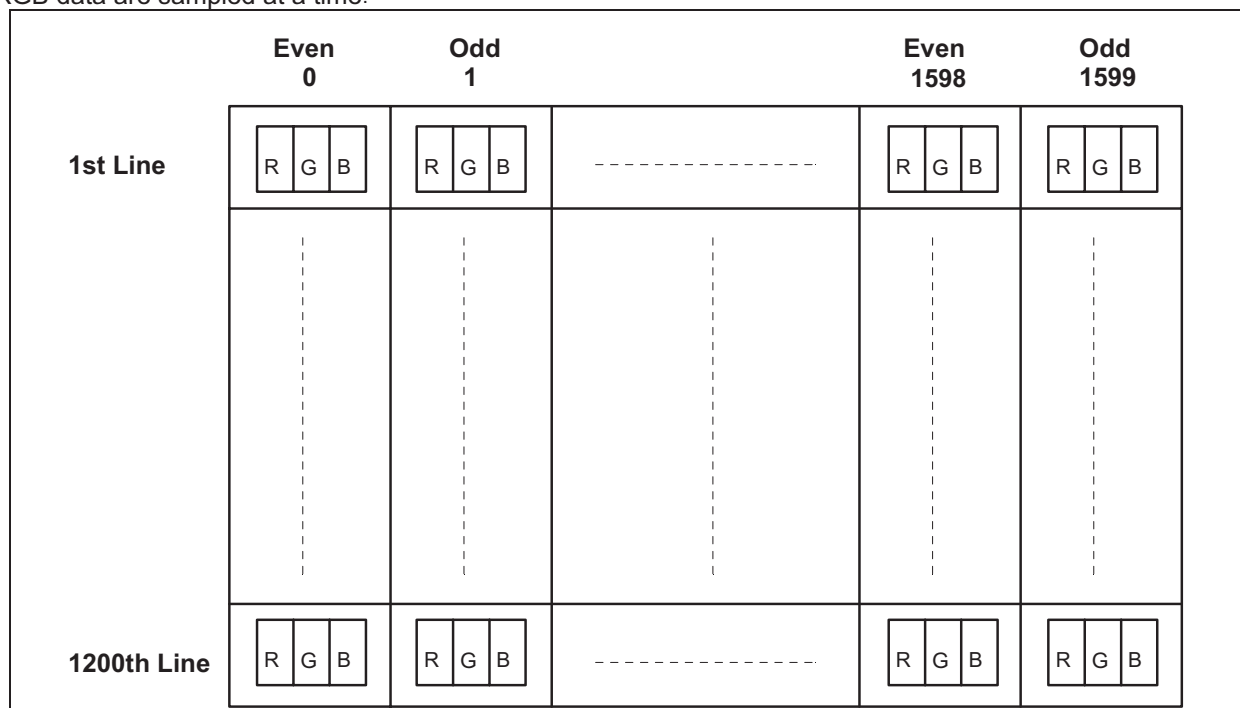 RGB data are sampled at a time.
Even Odd Even Odd
0 1 1598 1599
1st Line R G B R G B R G B R G B
1200th Line R G B R G B R G B R G B